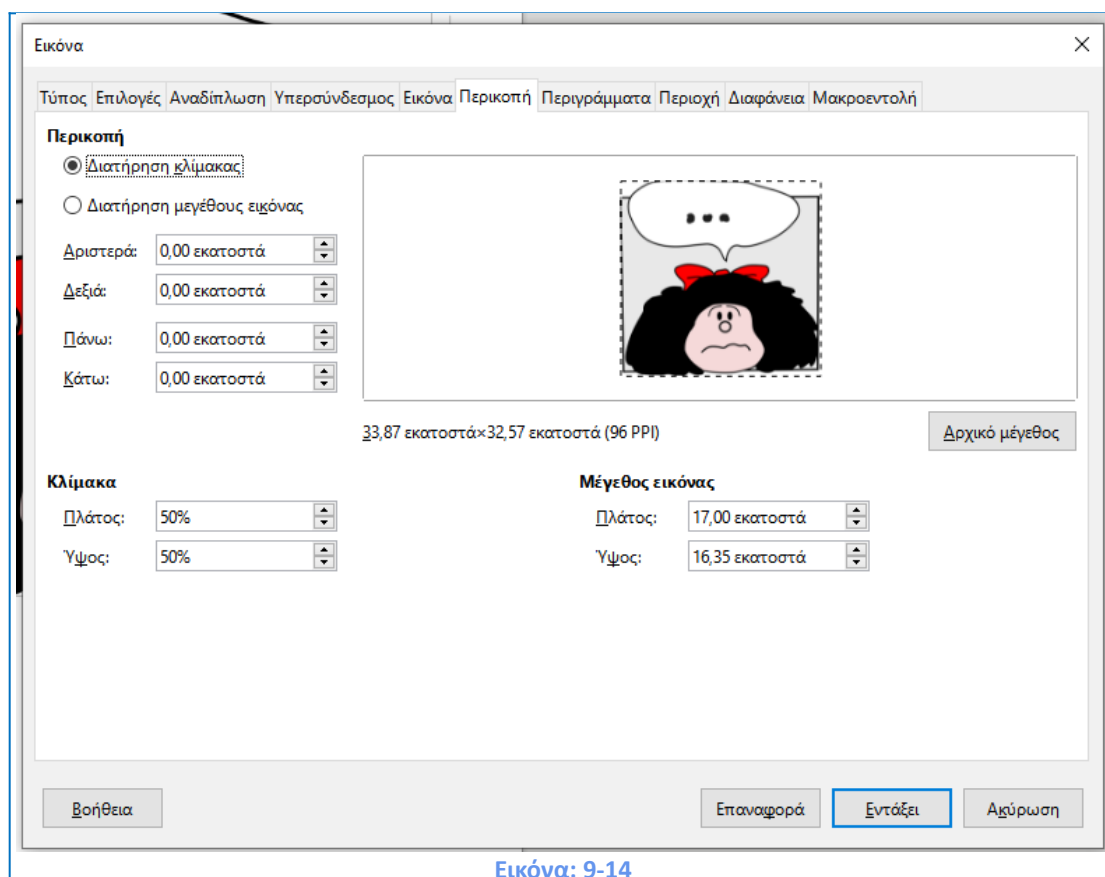 Εικόνα
Τύπος Επιλογές Αναδίπλωση Υπερσύνδεσμος Εικόνα Περικοπή Περιγράμματα Περιοχή Διαφάνεια Μακροεντολή
Περικοπή
Διατήρηση κλίμακας
Διατήρηση μεγέθους εικόνας
Αριστερά: 0,00 εκατοστά
Δεξιά: 0,00 εκατοστά
Πάνω: 0,00 εκατοστά
Κάτω: 0,00 εκατοστά
...
33,87 εκατοστά×32,57 εκατοστά (96 PPI) Αρχικό μέγεθος
Κλίμακα Μέγεθος εικόνας
Πλάτος: 50% Πλάτος: 17,00 εκατοστά
Ύψος: 50% Ύψος: 16,35 εκατοστά
Βοήθεια Επαναφορά Εντάξει Ακύρωση
Εικόνα: 9-14